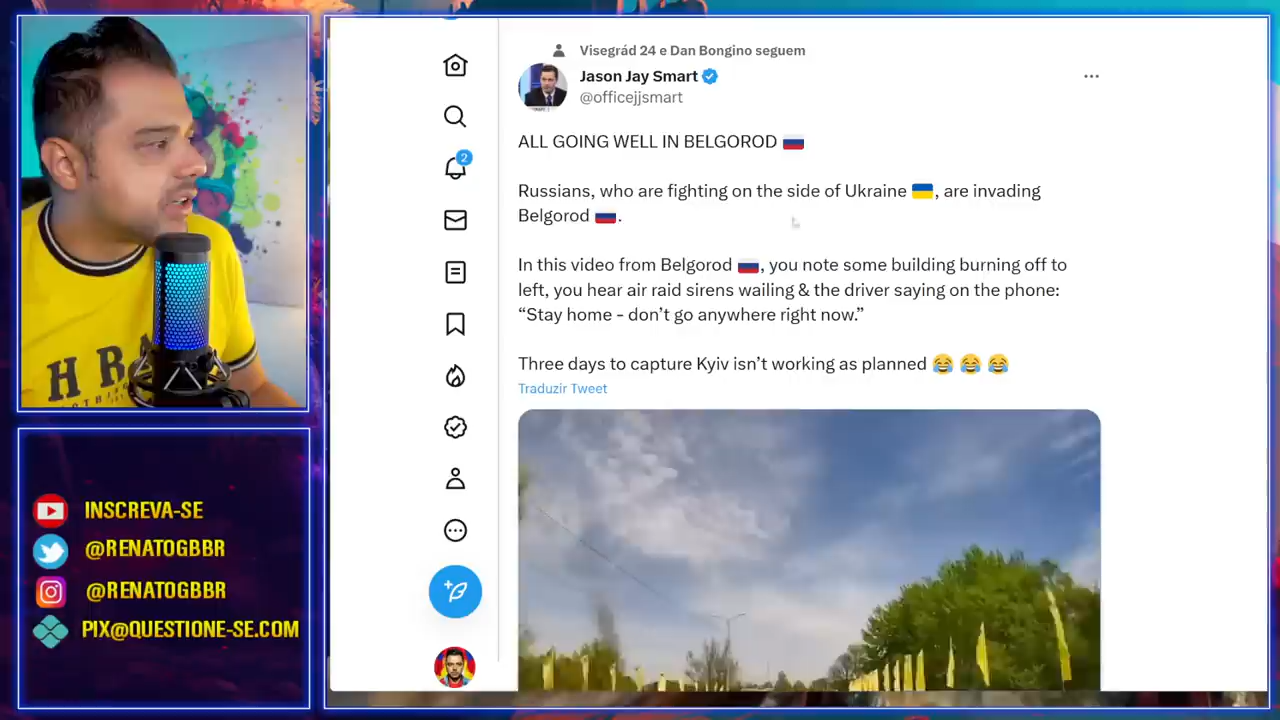 Visegrád 24 e Dan Bongino seguem
Jason Jay Smart
@officejjsmart
ALL GOING WELL IN BELGOROD 🇷🇺
Russians, who are fighting on the side of Ukraine 🇺🇦, are invading
Belgorod 🇷🇺.
In this video from Belgorod 🇷🇺, you note some building burning off to
left, you hear air raid sirens wailing & the driver saying on the phone:
“Stay home - don’t go anywhere right now.”
Three days to capture Kyiv isn’t working as planned 😂 😂 😂
Traduzir Tweet
2
HRA
INSCREVA-SE
@RENATOGBBR
@RENATOGBBR
PIX@QUESTIONE-SE.COM